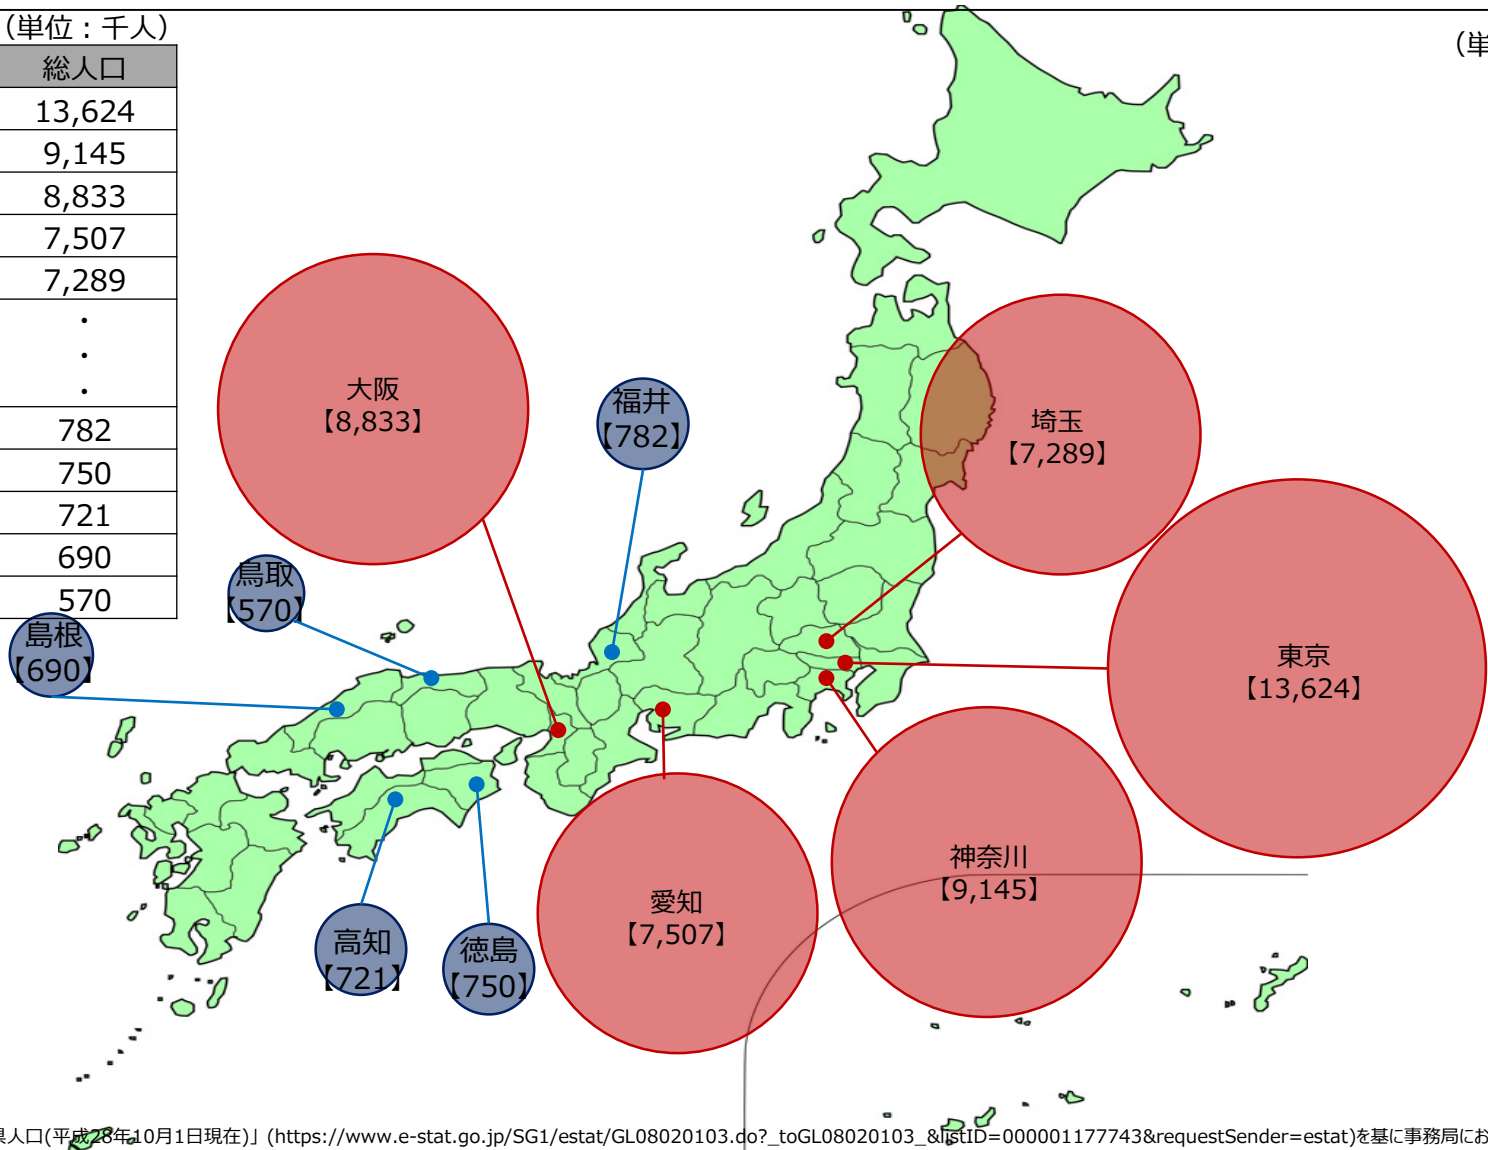 （単位：千人）
総人口
13,624
9,145
8,833
7,507
7,289
・
・
・
782
750
721
690
570
（単
大阪
【8,833】
福井
【782】
埼玉
【7,289】
鳥取
【570】
島根
【690】
東京
【13,624】
神奈川
【9,145】
愛知
【7,507】
高知
【721】
徳島
【750】
県人口(平成28年10月1日現在)」(https://www.e-stat.go.jp/SG1/estat/GL08020103.do?_toGL08020103_&listID=000001177743&requestSender=estat)を基に事務局にお